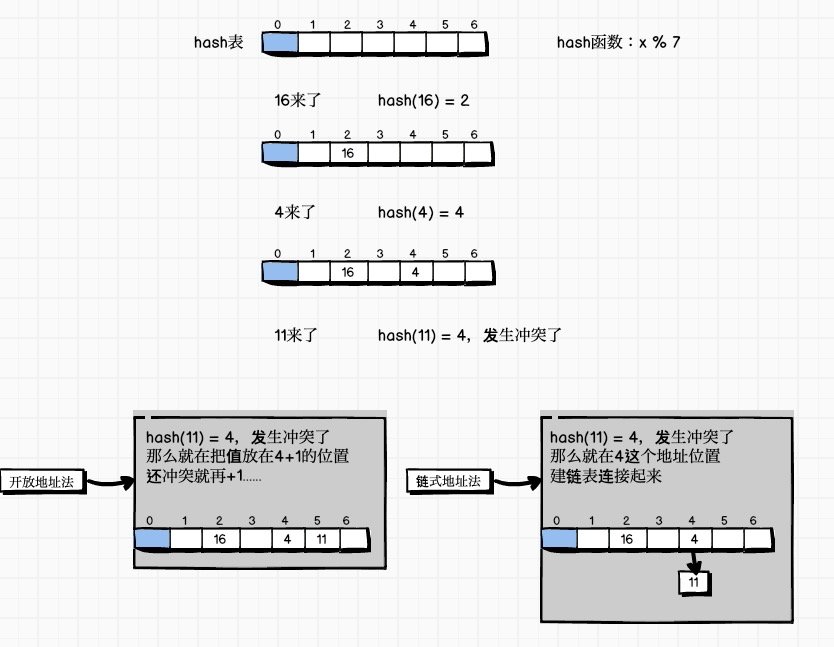 0 1 2 3 4 5 6
hash表 hash函数：x % 7
16来了 hash(16) = 2
0 1 2 3 4 5 6
16
4来了 hash(4) = 4
0 1 2 3 4 5 6
16 4
11来了 hash(11) = 4，发生冲突了
开放地址法
hash(11) = 4，发生冲突了
那么就在把值放在4+1的位置
还冲突就再+1......
0 1 2 3 4 5 6
16 4 11
链式地址法
hash(11) = 4，发生冲突了
那么就在4这个地址位置
建链表连接起来
0 1 2 3 4 5 6
16 4
11